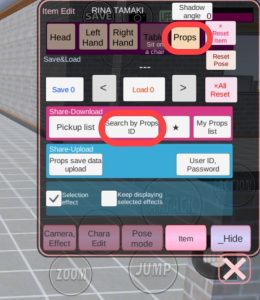 SAVE
Item Edit RINA TAMAKI Shadow angle 0
Head
Left Hand
Right Hand
Table
Sit on a chair
Props
× Reset item
Reset Pose
Save&Load
---
Save 0
<
Load 0
>
×All Reset
Share-Download
Pickup list
Search by Props ID
★
My Props list
Share-Upload
Props save data upload
User ID, Password
Selection effect
Keep displaying selected effects
Camera, Effect
Chara Edit
Pose mode
Item
_Hide
ZOOM
JUMP